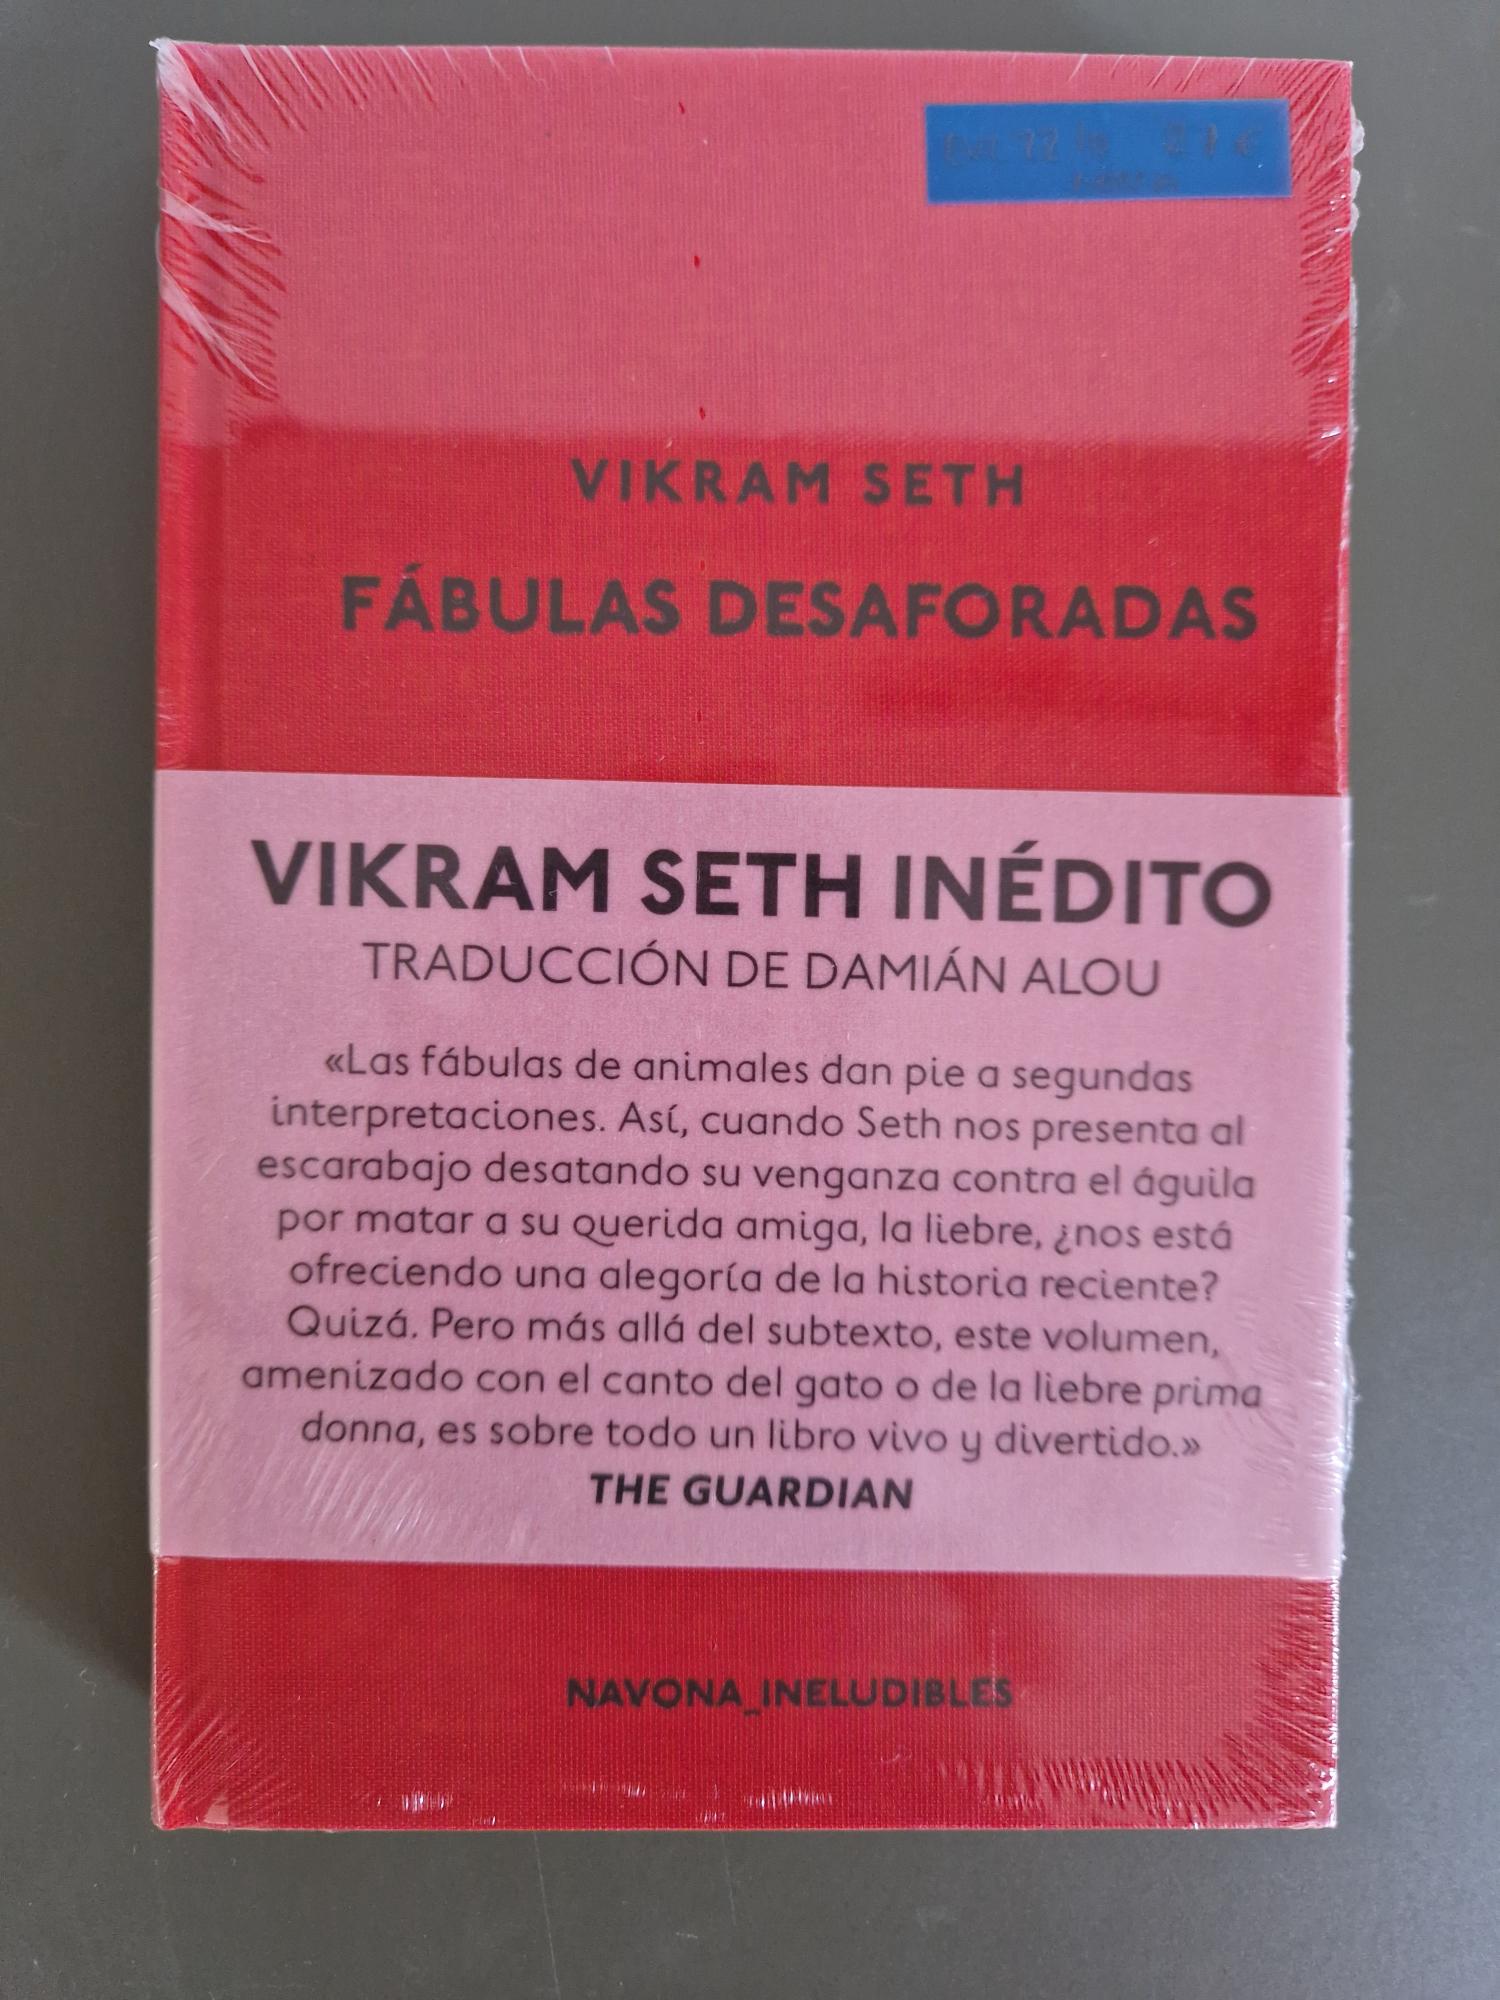 27 €
VIKRAM SETH
FÁBULAS DESAFORADAS
VIKRAM SETH INÉDITO
TRADUCCIÓN DE DAMIÁN ALOU
«Las fábulas de animales dan pie a segundas
interpretaciones. Así, cuando Seth nos presenta al
escarabajo desatando su venganza contra el águila
por matar a su querida amiga, la liebre, ¿nos está
ofreciendo una alegoría de la historia reciente?
Quizá. Pero más allá del subtexto, este volumen,
amenizado con el canto del gato o de la liebre prima
donna, es sobre todo un libro vivo y divertido.»
THE GUARDIAN
NAVONA_INELUDIBLES